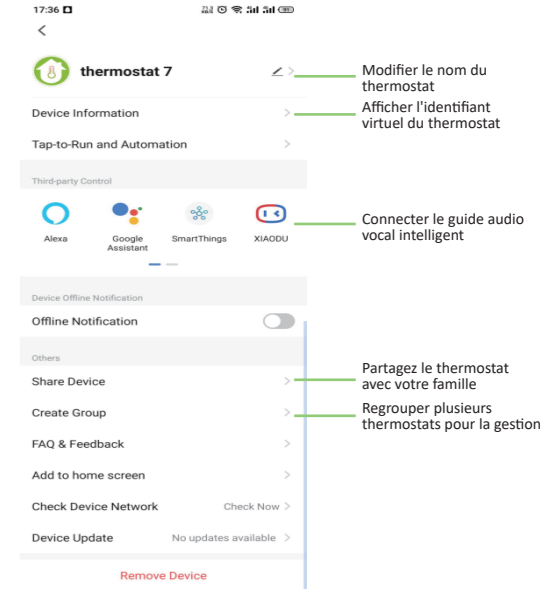 17:36
thermostat 7
Modifier le nom du
thermostat
Device Information
Afficher l'identifiant
virtuel du thermostat
Tap-to-Run and Automation
Third-party Control
Alexa
Google
Assistant
SmartThings
XIAODU
Connecter le guide audio
vocal intelligent
Device Offline Notification
Offline Notification
Others
Share Device
Partagez le thermostat
avec votre famille
Create Group
Regrouper plusieurs
thermostats pour la gestion
FAQ & Feedback
Add to home screen
Check Device Network Check Now
Device Update No updates available
Remove Device